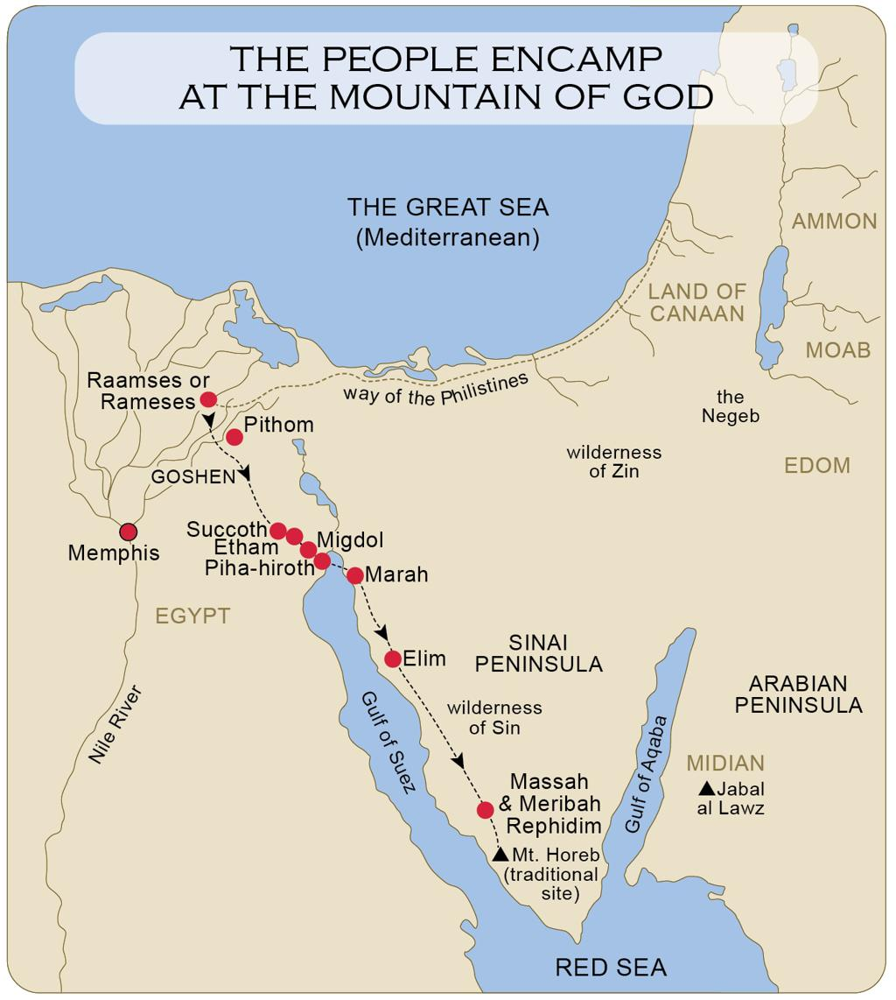 THE PEOPLE ENCAMP
AT THE MOUNTAIN OF GOD
THE GREAT SEA
(Mediterranean)
AMMON
LAND OF
CANAAN
MOAB
Raamses or
Rameses
way of the Philistines
the
Negeb
Pithom
wilderness
of Zin
EDOM
GOSHEN
Succoth
Etham
Migdol
Piha-hiroth
Memphis
Marah
EGYPT
SINAI
PENINSULA
Elim
ARABIAN
PENINSULA
Nile River
Gulf of Suez
wilderness
of Sin
Gulf of Aqaba
MIDIAN
Jabal
al Lawz
Massah
& Meribah
Rephidim
Mt. Horeb
(traditional
site)
RED SEA